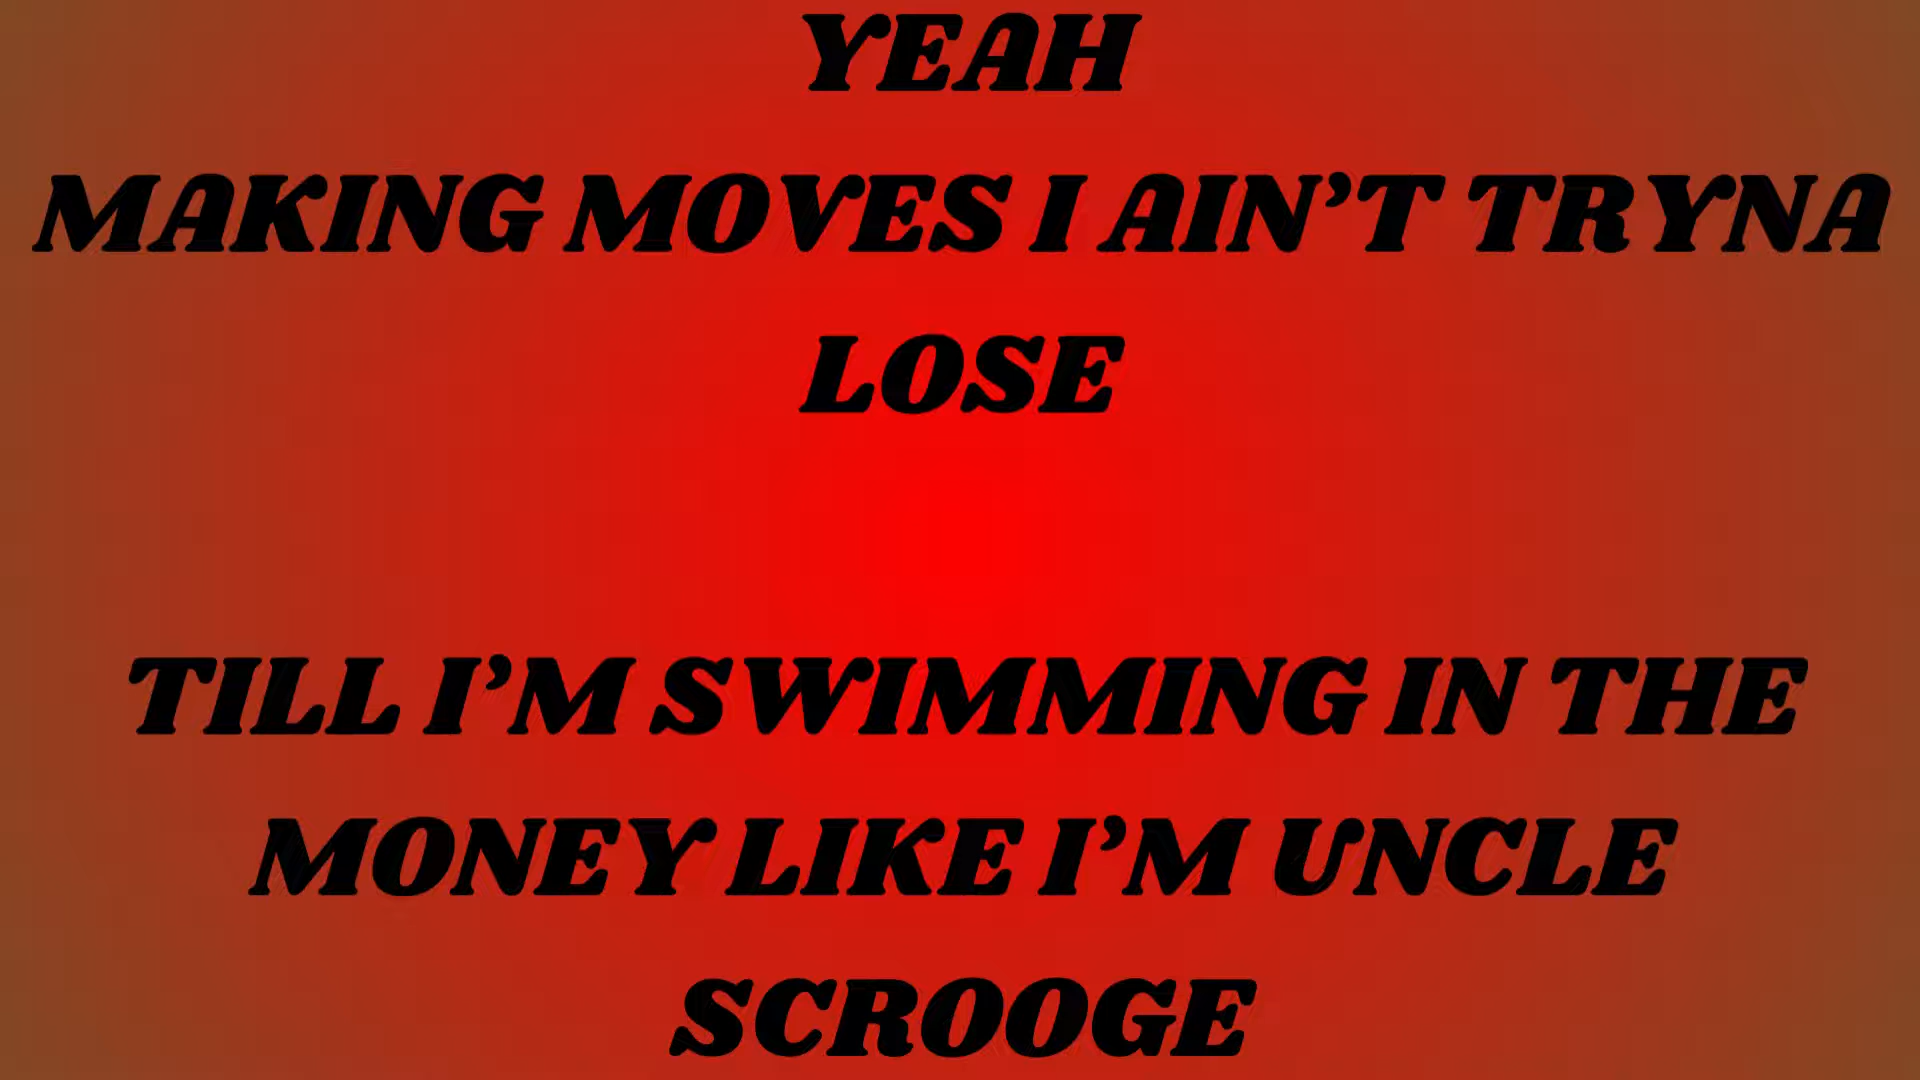 YEAH
MAKING MOVES I AIN’T TRYNA
LOSE
TILL I’M SWIMMING IN THE
MONEY LIKE I’M UNCLE
SCROOGE